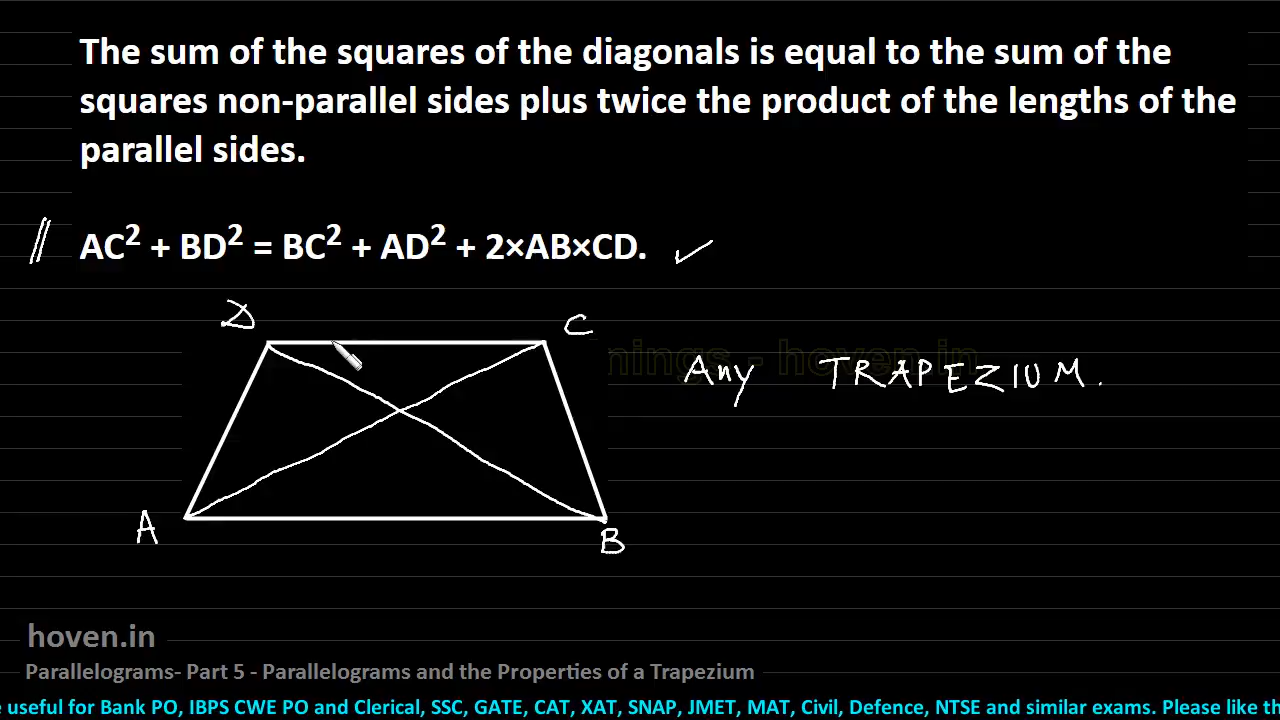 The sum of the squares of the diagonals is equal to the sum of the
squares non-parallel sides plus twice the product of the lengths of the
parallel sides.
// AC² + BD² = BC² + AD² + 2×AB×CD. ✓
D C
nings - hoven.in
Any TRAPEZIUM.
A B
hoven.in
Parallelograms- Part 5 - Parallelograms and the Properties of a Trapezium
useful for Bank PO, IBPS CWE PO and Clerical, SSC, GATE, CAT, XAT, SNAP, JMET, MAT, Civil, Defence, NTSE and similar exams. Please like th